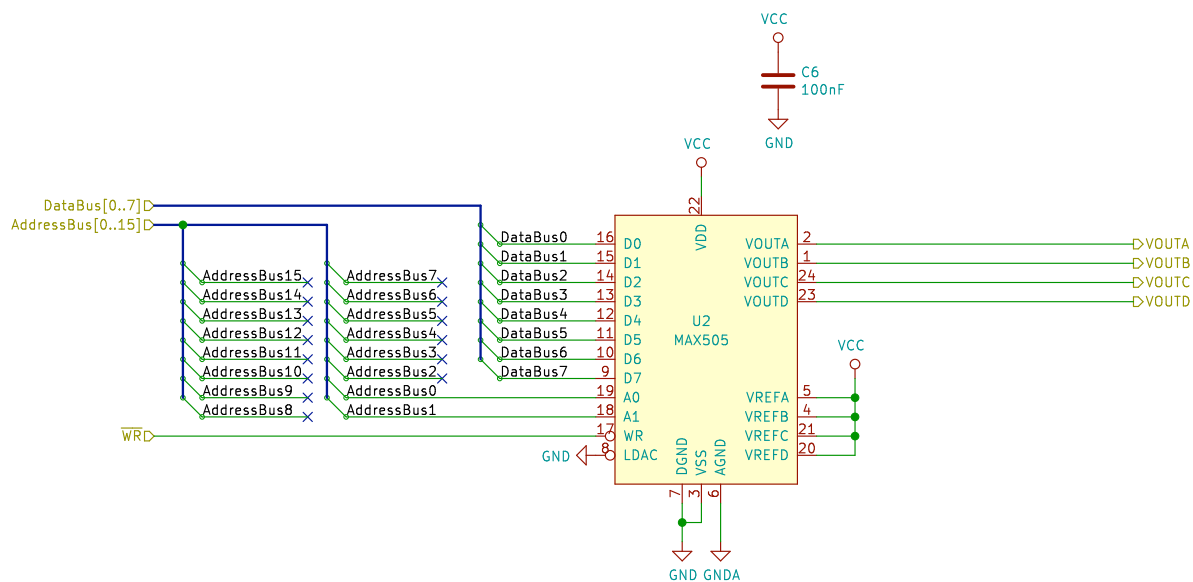 VCC
C6
100nF
GND
VCC
22
VDD
DataBus[0..7]
AddressBus[0..15]
DataBus0 16 D0 VOUTA 2 VOUTA
DataBus1 15 D1 VOUTB 1 VOUTB
AddressBus15 AddressBus7 DataBus2 14 D2 VOUTC 24 VOUTC
AddressBus14 AddressBus6 DataBus3 13 D3 VOUTD 23 VOUTD
AddressBus13 AddressBus5 DataBus4 12 D4 U2
AddressBus12 AddressBus4 DataBus5 11 D5 MAX505
AddressBus11 AddressBus3 DataBus6 10 D6 VCC
AddressBus10 AddressBus2 DataBus7 9 D7
AddressBus9 AddressBus0 19 A0 VREFA 5
AddressBus8 AddressBus1 18 A1 VREFB 4
WR 17 WR VREFC 21
GND 8 LDAC VREFD 20
DGND VSS AGND
7 3 6
GND GNDA